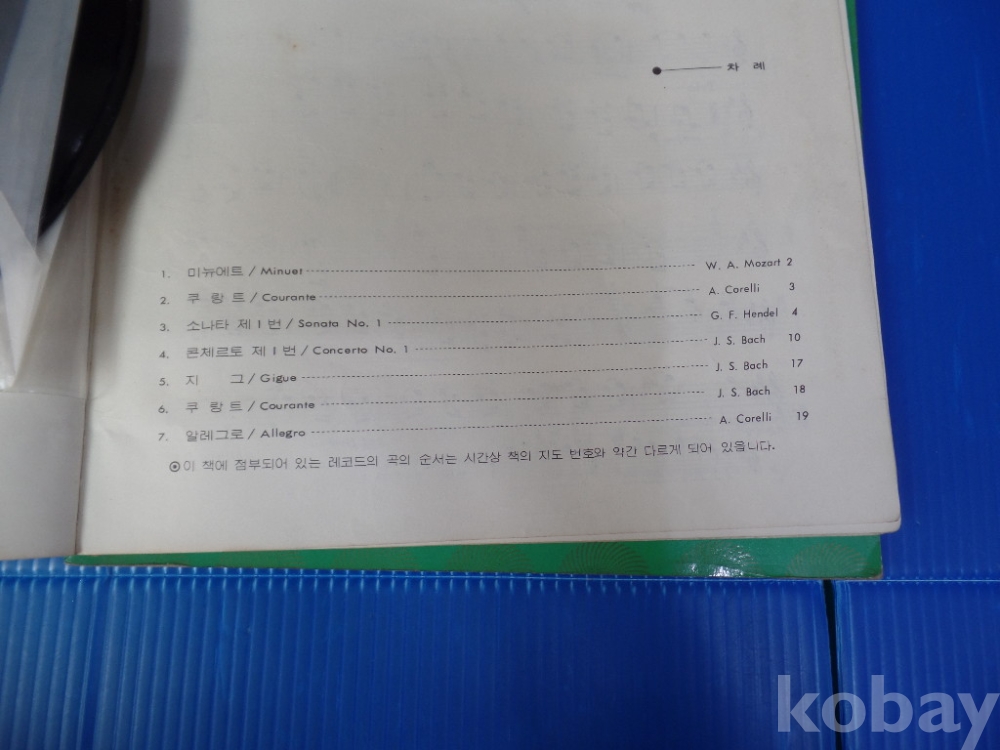 차 례
1. 미뉴에트 / Minuet W. A. Mozart 2
2. 쿠 랑 트 / Courante A. Corelli 3
3. 소나타 제 1 번 / Sonata No. 1 G. F. Hendel 4
4. 콘체르토 제 1 번 / Concerto No. 1 J. S. Bach 10
5. 지 그 / Gigue J. S. Bach 17
6. 쿠 랑 트 / Courante J. S. Bach 18
7. 알레그로 / Allegro A. Corelli 19
◉이 책에 첨부되어 있는 레코드의 곡의 순서는 시간상 책의 지도 번호와 약간 다르게 되어 있읍니다.
kobay